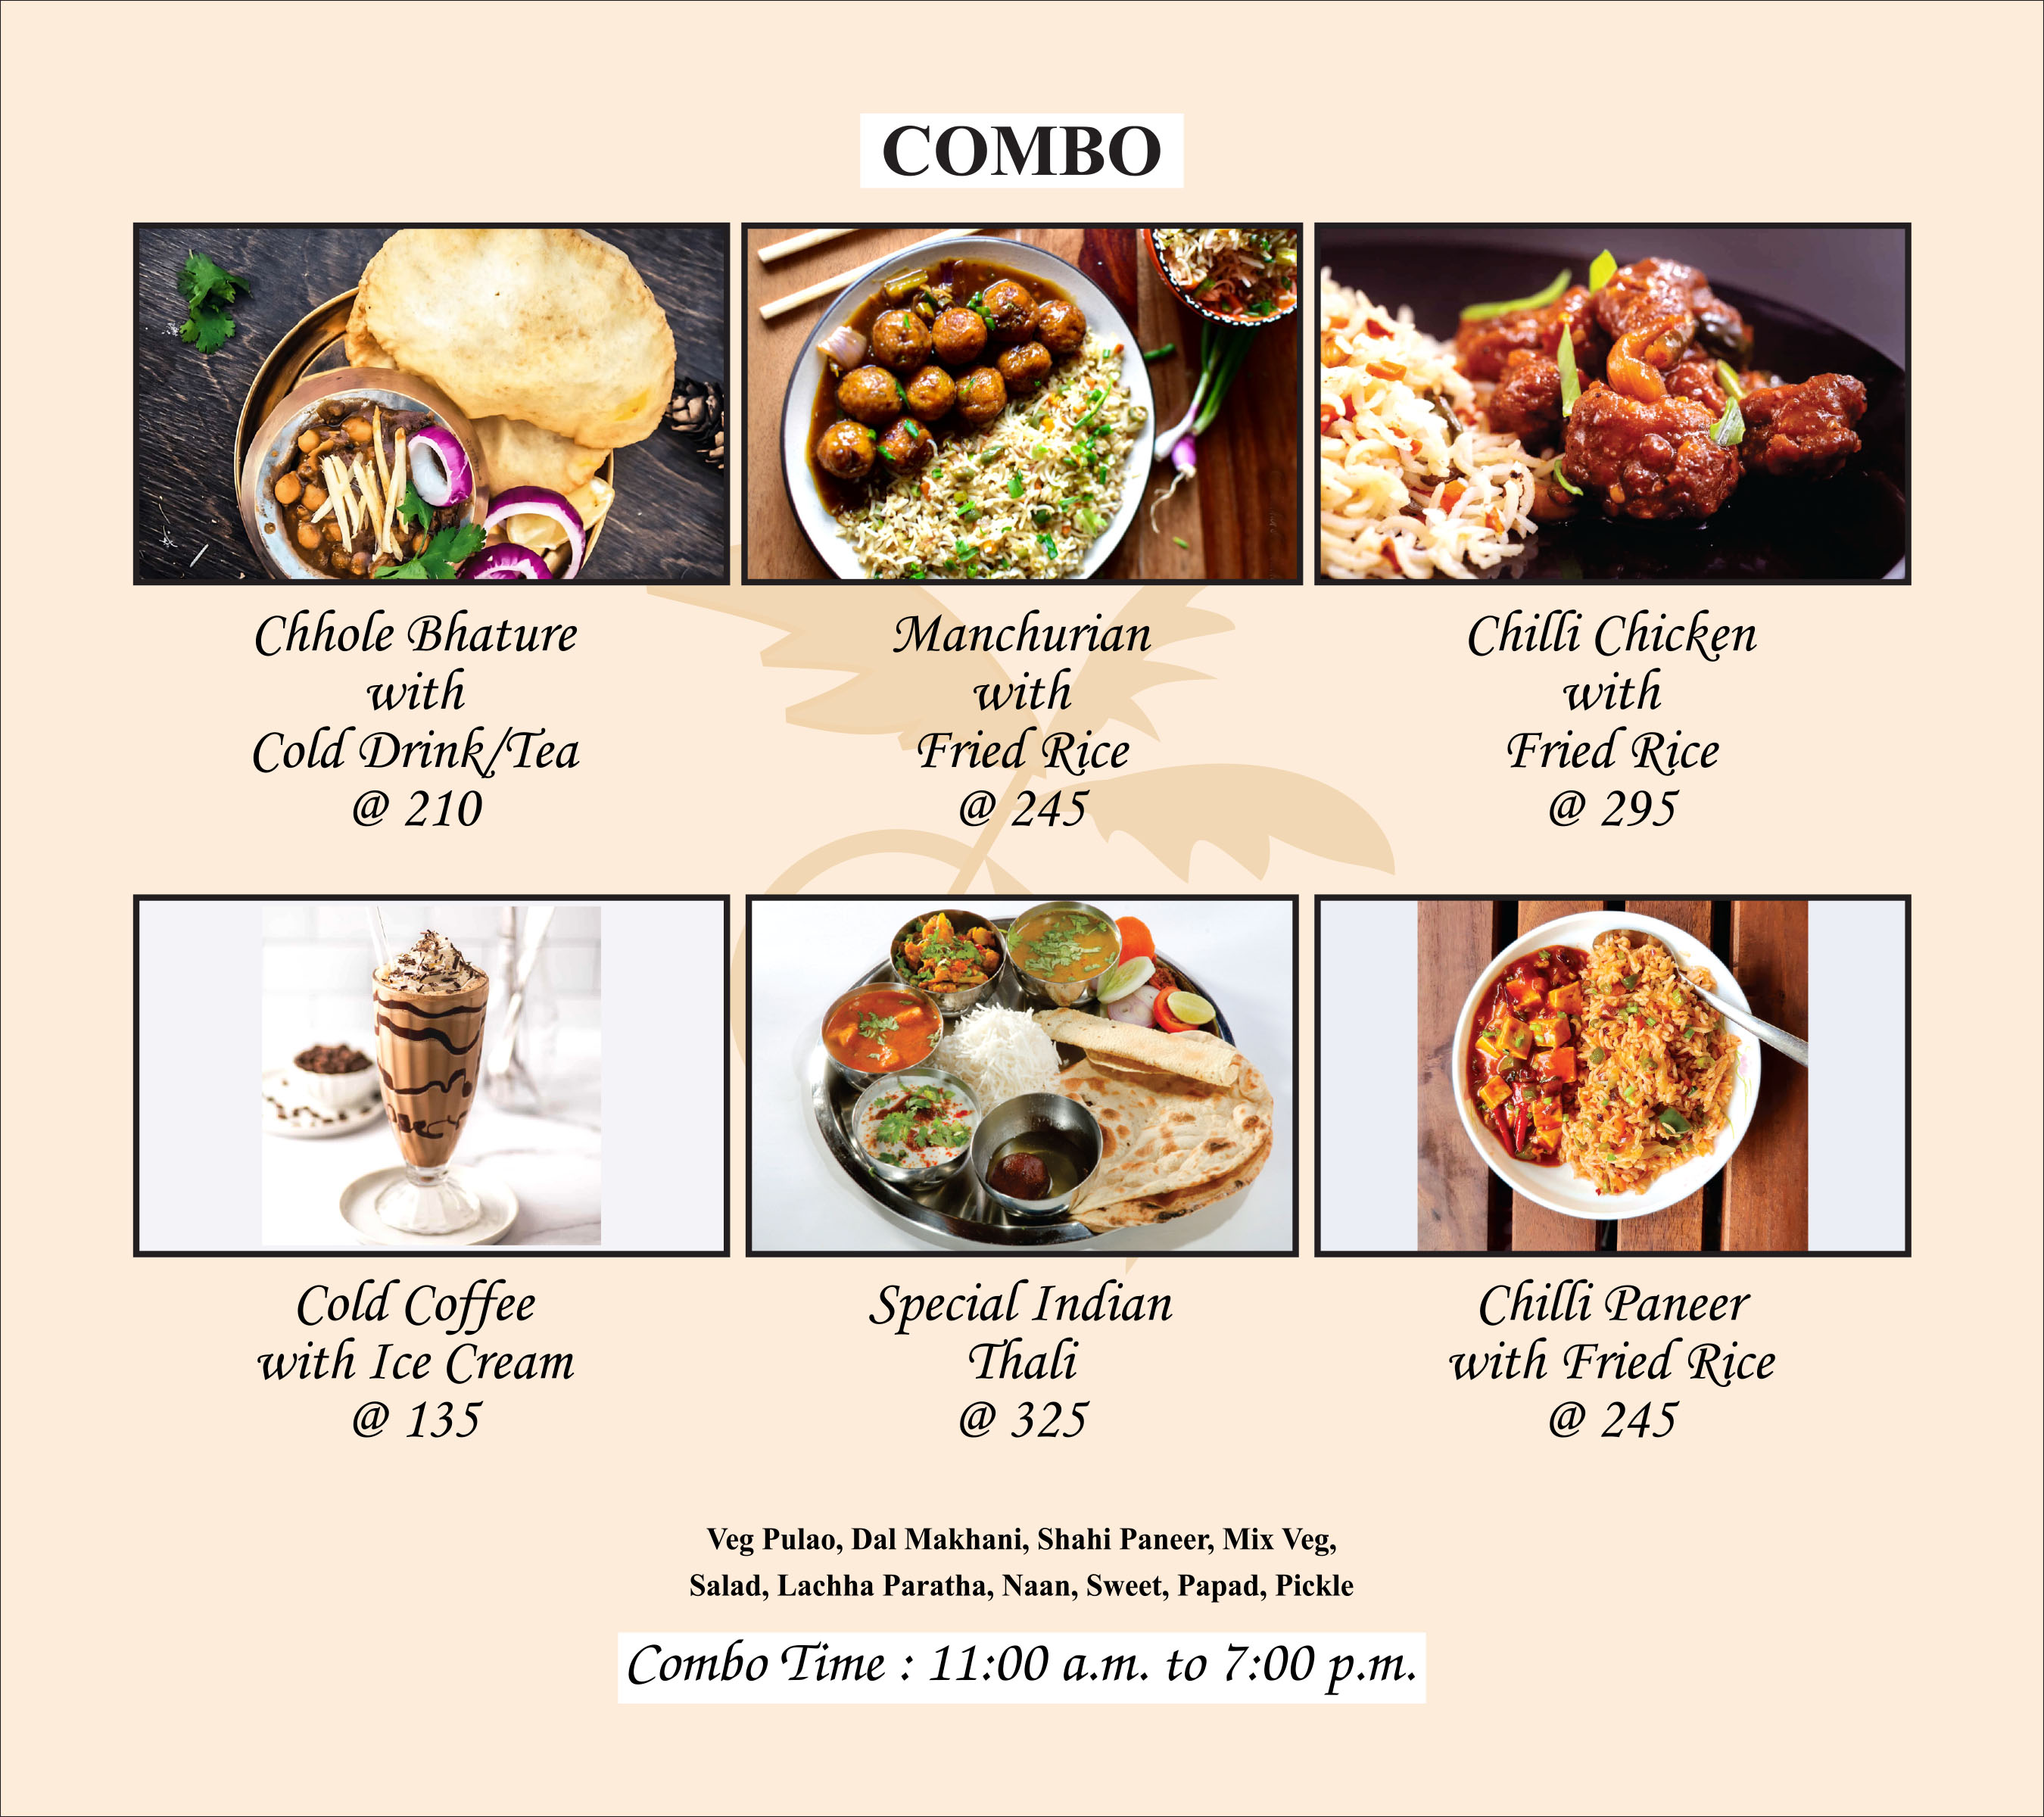 COMBO
Chhole Bhature
with
Cold Drink/Tea
@ 210
Manchurian
with
Fried Rice
@ 245
Chilli Chicken
with
Fried Rice
@ 295
Cold Coffee
with Ice Cream
@ 135
Special Indian
Thali
@ 325
Chilli Paneer
with Fried Rice
@ 245
Veg Pulao, Dal Makhani, Shahi Paneer, Mix Veg,
Salad, Lachha Paratha, Naan, Sweet, Papad, Pickle
Combo Time : 11:00 a.m. to 7:00 p.m.